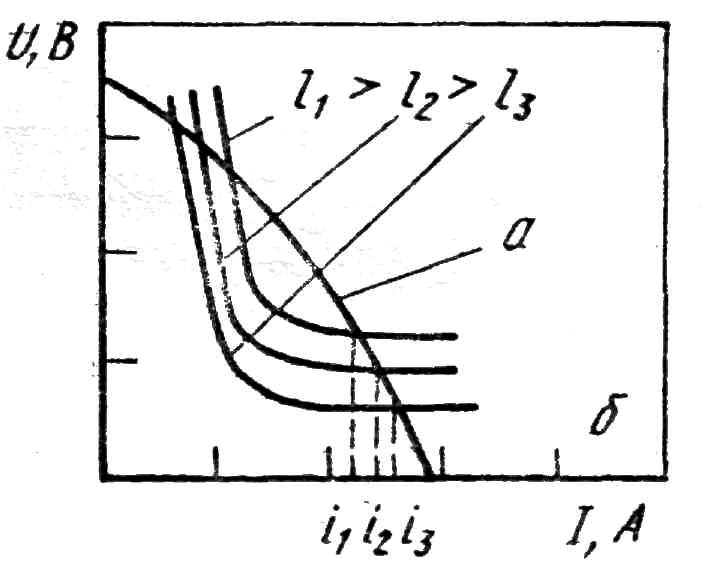 U, В
l₁ > l₂ > l₃
а
б
i₁ i₂ i₃
I, А